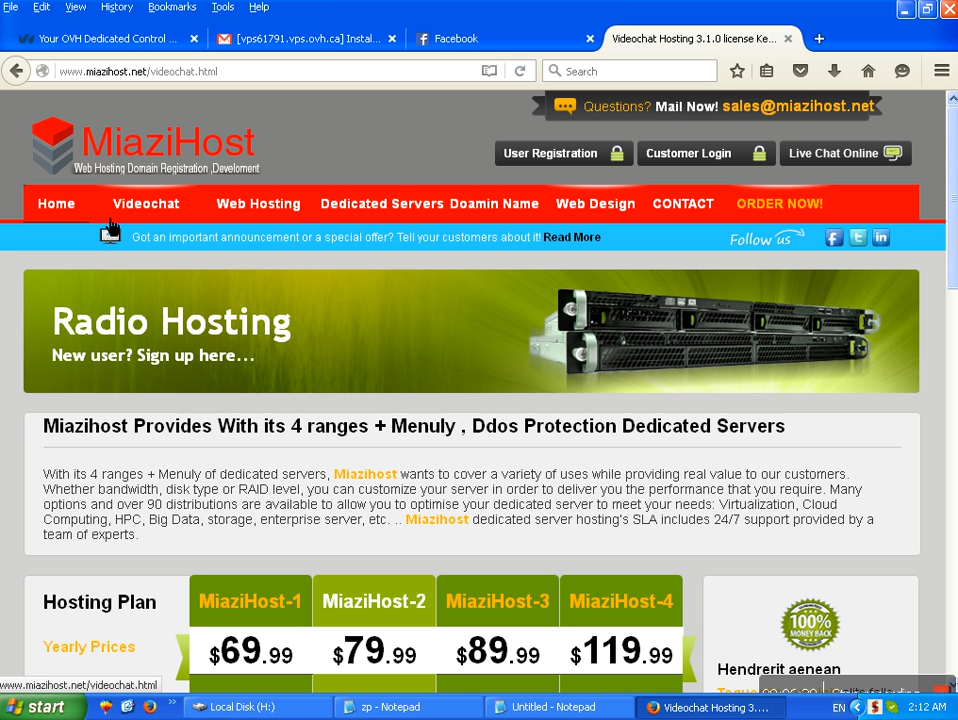 File Edit View History Bookmarks Tools Help
Your OVH Dedicated Control ... [vps61791.vps.ovh.ca] Instal... Facebook Videochat Hosting 3.1.0 license Ke...
www.miazihost.net/videochat.html Search
Questions? Mail Now! sales@miazihost.net
MiaziHost
Web Hosting Domain Registration ,Develoment
User Registration Customer Login Live Chat Online
Home Videochat Web Hosting Dedicated Servers Doamin Name Web Design CONTACT ORDER NOW!
Got an important announcement or a special offer? Tell your customers about it! Read More Follow us
Radio Hosting
New user? Sign up here...
Miazihost Provides With its 4 ranges + Menuly , Ddos Protection Dedicated Servers
With its 4 ranges + Menuly of dedicated servers, Miazihost wants to cover a variety of uses while providing real value to our customers.
Whether bandwidth, disk type or RAID level, you can customize your server in order to deliver you the performance that you require. Many
options and over 90 distributions are available to allow you to optimise your dedicated server to meet your needs: Virtualization, Cloud
Computing, HPC, Big Data, storage, enterprise server, etc. .. Miazihost dedicated server hosting's SLA includes 24/7 support provided by a
team of experts.
Hosting Plan MiaziHost-1 MiaziHost-2 MiaziHost-3 MiaziHost-4
Yearly Prices $69.99 $79.99 $89.99 $119.99
100%
MONEY BACK
Hendrerit aenean
www.miazihost.net/videochat.html
start Local Disk (H:) zp - Notepad Untitled - Notepad Videochat Hosting 3.... EN 2:12 AM